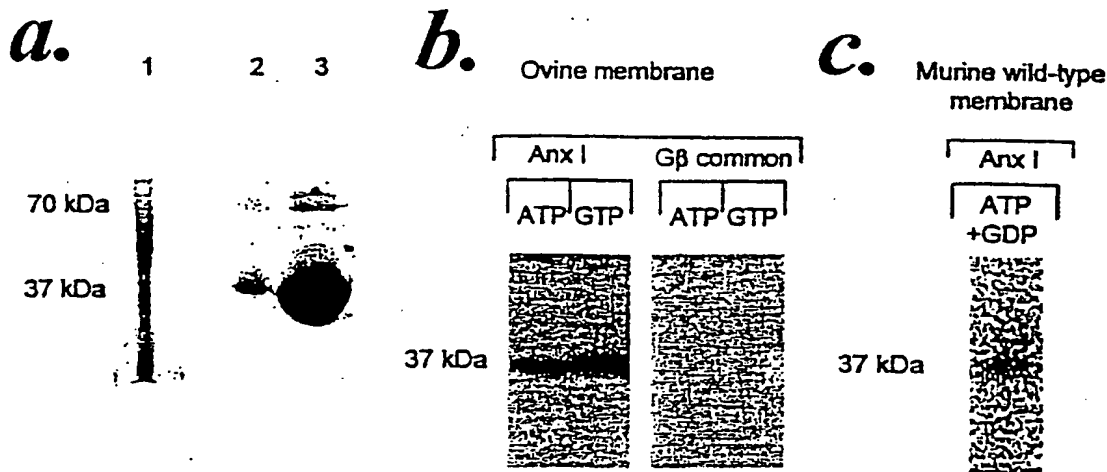 a.
1 2 3
70 kDa
37 kDa
b.
Ovine membrane
Anx I Gβ common
ATP GTP ATP GTP
37 kDa
c.
Murine wild-type
membrane
Anx I
ATP
+GDP
37 kDa